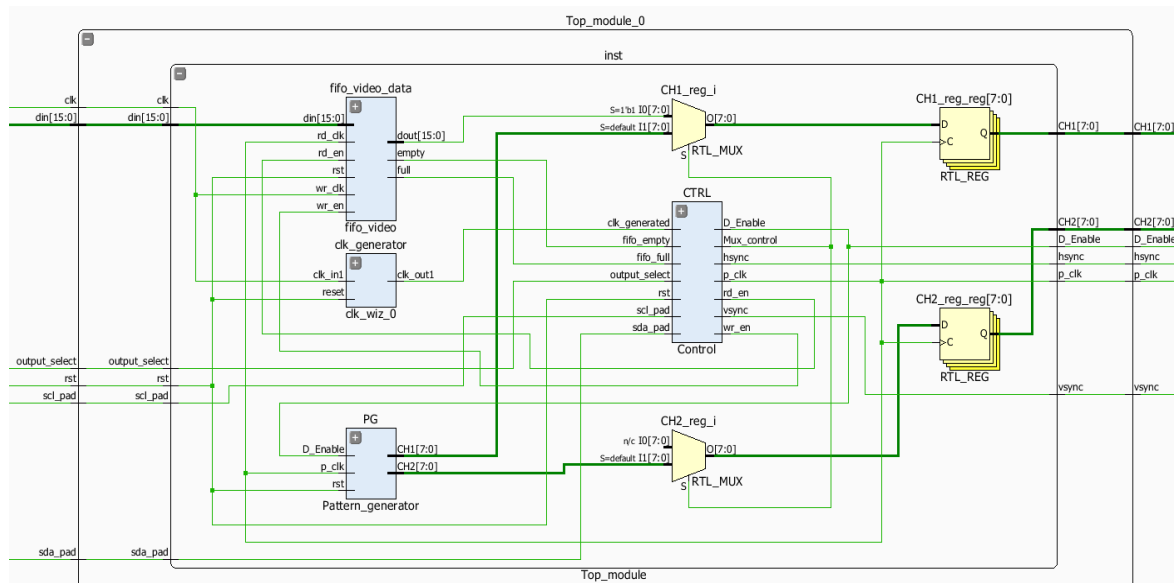 Top_module_0
inst
clk
din[15:0]
clk
din[15:0]
fifo_video_data
din[15:0]
rd_clk
rd_en
rst
wr_clk
wr_en
dout[15:0]
empty
full
fifo_video
clk_generator
clk_in1
reset
clk_out1
clk_wiz_0
CH1_reg_i
S=1'b1 I0[7:0]
S=default I1[7:0]
O[7:0]
S
RTL_MUX
CH1_reg_reg[7:0]
D
C
Q
RTL_REG
CH1[7:0]
CH1[7:0]
CTRL
clk_generated
fifo_empty
fifo_full
output_select
rst
scl_pad
sda_pad
D_Enable
Mux_control
hsync
p_clk
rd_en
vsync
wr_en
Control
CH2[7:0]
D_Enable
hsync
p_clk
CH2[7:0]
D_Enable
hsync
p_clk
CH2_reg_reg[7:0]
D
C
Q
RTL_REG
output_select
rst
scl_pad
output_select
rst
scl_pad
vsync
vsync
PG
D_Enable
p_clk
rst
CH1[7:0]
CH2[7:0]
Pattern_generator
CH2_reg_i
n/c I0[7:0]
S=default I1[7:0]
O[7:0]
S
RTL_MUX
sda_pad
sda_pad
Top_module